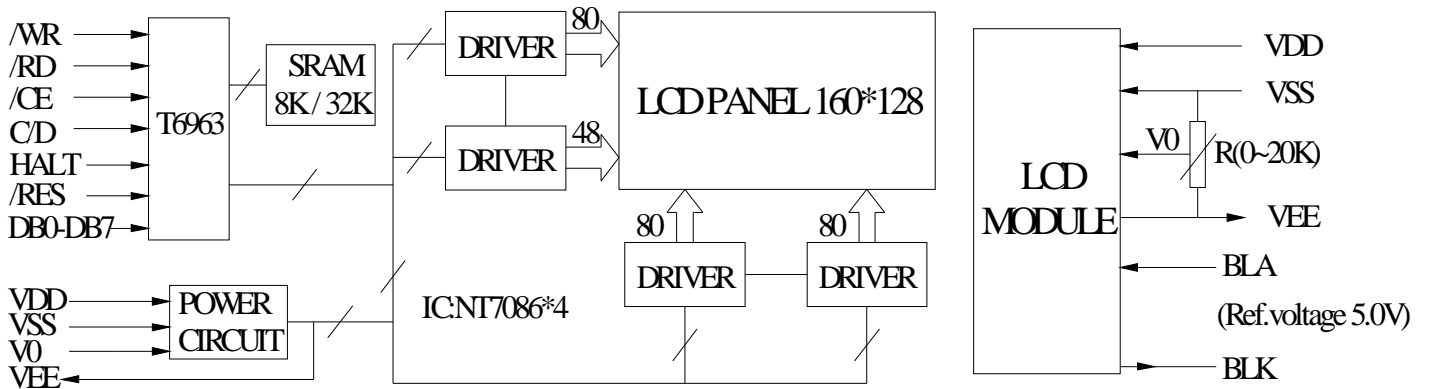 /WR
/RD
/CE
C/D
HALT
/RES
DB0-DB7
T6963
SRAM
8K / 32K
DRIVER
80
DRIVER
48
LCD PANEL 160*128
80
DRIVER
80
DRIVER
VDD
VSS
V0
VEE
POWER
CIRCUIT
IC:NT7086*4
LCD
MODULE
VDD
VSS
V0
R(0~20K)
VEE
BLA
(Ref.voltage 5.0V)
BLK